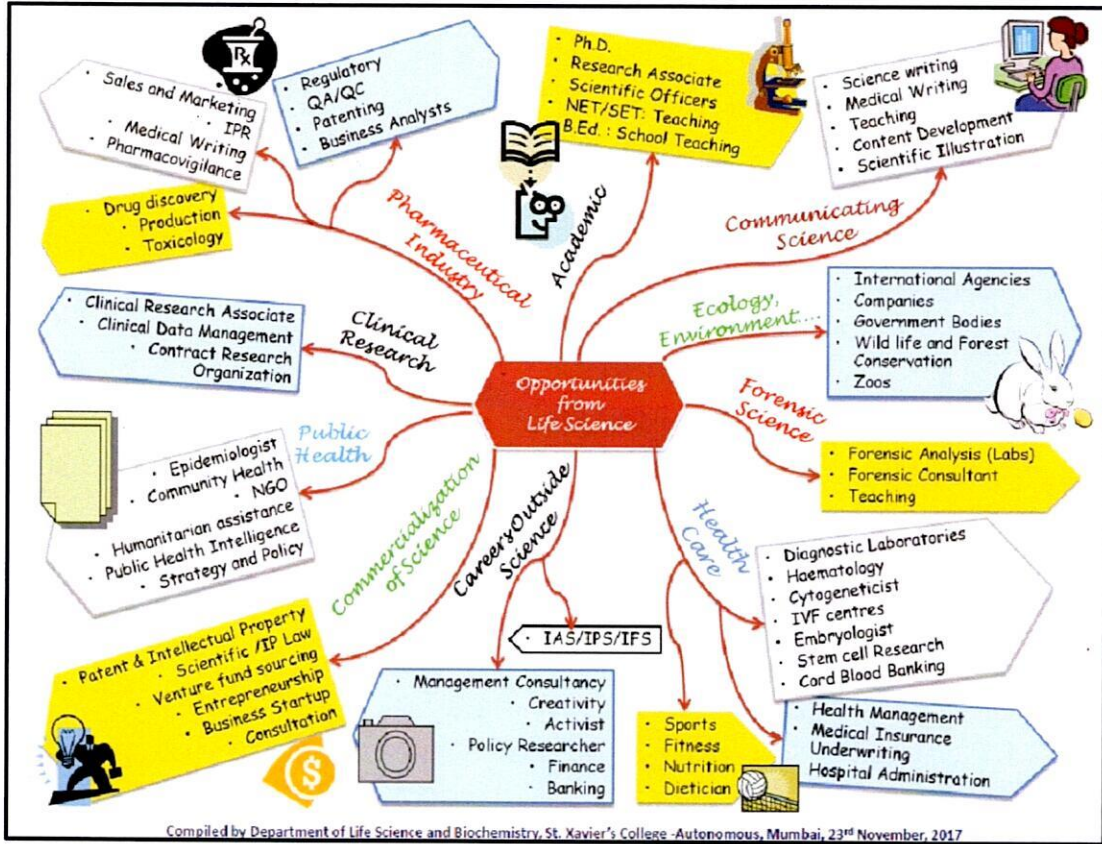 Rx
Sales and Marketing
IPR
Medical Writing
Pharmacovigilance
Regulatory
QA/QC
Patenting
Business Analysts
Drug discovery
Production
Toxicology
Pharmaceutical
Industry
Ph.D.
Research Associate
Scientific Officers
NET/SET: Teaching
B.Ed. : School Teaching
Academic
Science writing
Medical Writing
Teaching
Content Development
Scientific Illustration
Communicating
Science
Clinical Research Associate
Clinical Data Management
Contract Research
Organization
Clinical
Research
Ecology,
Environment....
International Agencies
Companies
Government Bodies
Wild life and Forest
Conservation
Zoos
Opportunities
from
Life Science
Forensic
Science
Forensic Analysis (Labs)
Forensic Consultant
Teaching
Public
Health
Epidemiologist
Community Health
NGO
Humanitarian assistance
Public Health Intelligence
Strategy and Policy
Commercialization
of Science
Patent & Intellectual Property
Scientific /IP Law
Venture fund sourcing
Entrepreneurship
Business Startup
Consultation
$
Careers Outside
Science
IAS/IPS/IFS
Management Consultancy
Creativity
Activist
Policy Researcher
Finance
Banking
Health
Care
Diagnostic Laboratories
Haematology
Cytogeneticist
IVF centres
Embryologist
Stem cell Research
Cord Blood Banking
Sports
Fitness
Nutrition
Dietician
Health Management
Medical Insurance
Underwriting
Hospital Administration
Compiled by Department of Life Science and Biochemistry, St. Xavier's College -Autonomous, Mumbai, 23rd November, 2017